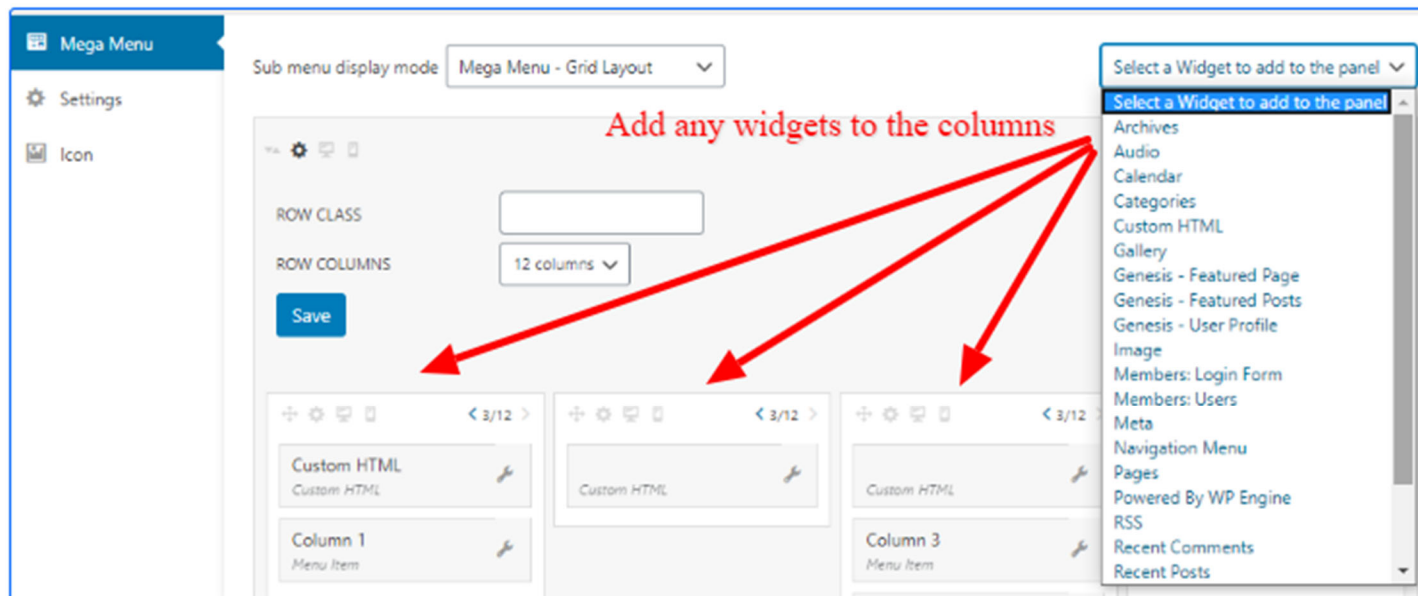 Mega Menu
Settings
Icon
Sub menu display mode Mega Menu - Grid Layout
Add any widgets to the columns
ROW CLASS
ROW COLUMNS 12 columns
Save
3/12
Custom HTML
Custom HTML
Column 1
Menu Item
3/12
Custom HTML
3/12
Custom HTML
Column 3
Menu Item
Select a Widget to add to the panel
Select a Widget to add to the panel
Archives
Audio
Calendar
Categories
Custom HTML
Gallery
Genesis - Featured Page
Genesis - Featured Posts
Genesis - User Profile
Image
Members: Login Form
Members: Users
Meta
Navigation Menu
Pages
Powered By WP Engine
RSS
Recent Comments
Recent Posts